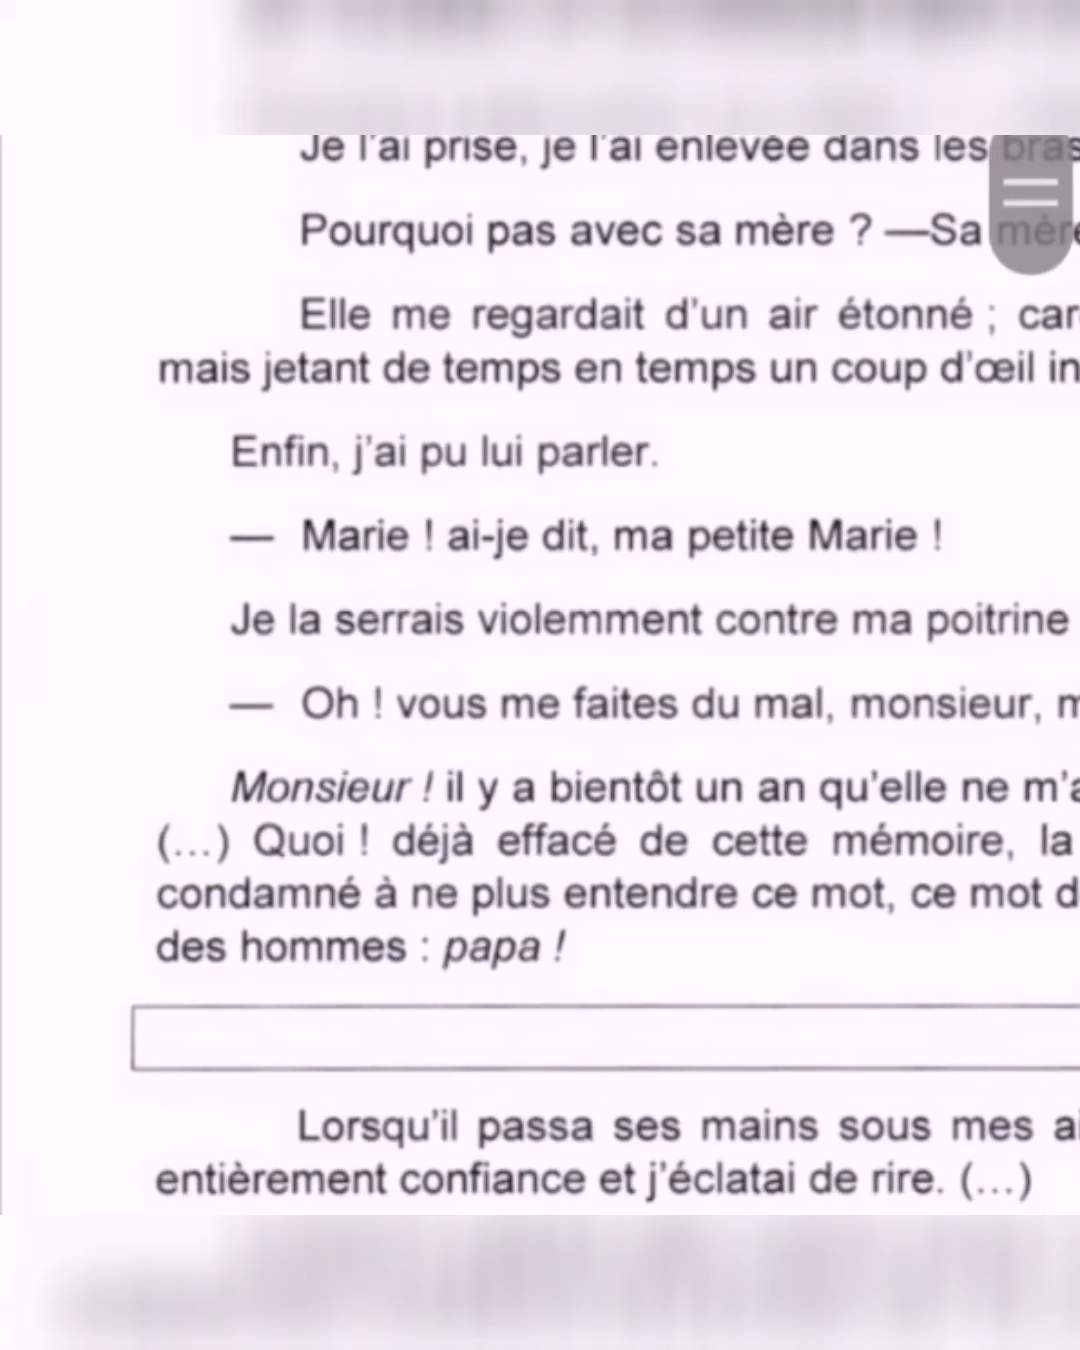 Je l'ai prise, je l'ai enlevée dans les bras
Pourquoi pas avec sa mère ? —Sa mère
Elle me regardait d'un air étonné ; car
mais jetant de temps en temps un coup d'œil in
Enfin, j'ai pu lui parler.
— Marie ! ai-je dit, ma petite Marie !
Je la serrais violemment contre ma poitrine
— Oh ! vous me faites du mal, monsieur, m
Monsieur ! il y a bientôt un an qu'elle ne m'a
(…) Quoi ! déjà effacé de cette mémoire, la
condamné à ne plus entendre ce mot, ce mot d
des hommes : papa !
Lorsqu'il passa ses mains sous mes ai
entièrement confiance et j'éclatai de rire. (…)